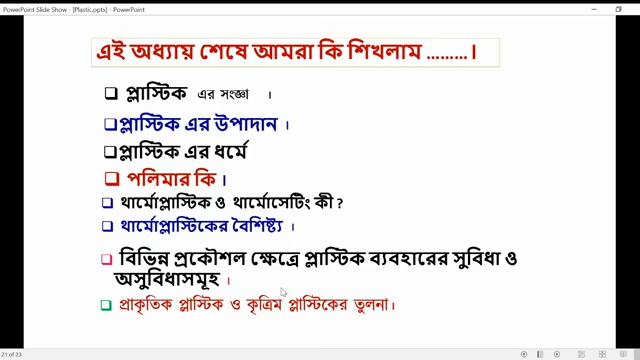 PowerPoint Slide Show - [Plastic.pptx] - PowerPoint
এই অধ্যায় শেষে আমরা কি শিখলাম ………।
প্লাস্টিক এর সংজ্ঞা ।
প্লাস্টিক এর উপাদান ।
প্লাস্টিক এর ধর্মে
পলিমার কি ।
থার্মোপ্লাস্টিক ও থার্মোসেটিং কী ?
থার্মোপ্লাস্টিকের বৈশিষ্ট্য ।
বিভিন্ন প্রকৌশল ক্ষেত্রে প্লাস্টিক ব্যবহারের সুবিধা ও
অসুবিধাসমূহ ।
প্রাকৃতিক প্লাস্টিক ও কৃত্রিম প্লাস্টিকের তুলনা।
21 of 23